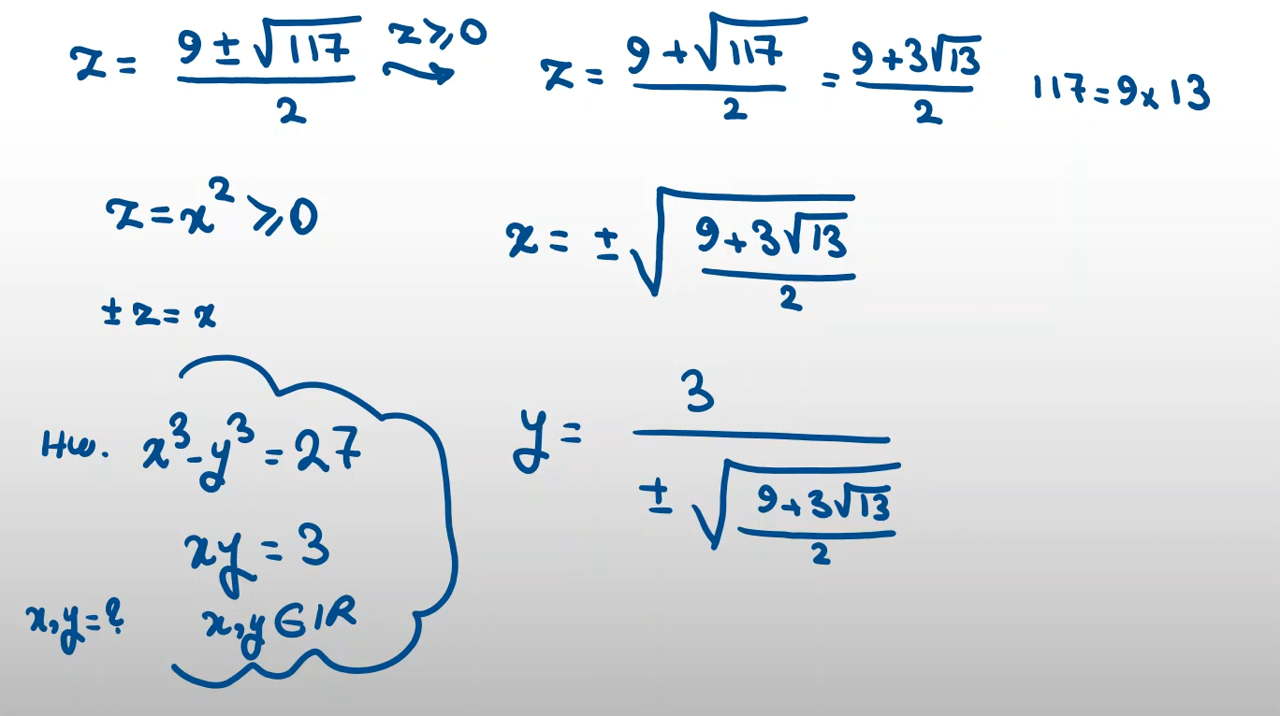 z = (9 ± √117)/2 z ⩾ 0 → z = (9 + √117)/2 = (9 + 3√13)/2 117 = 9 × 13
z = x² ⩾ 0
x = ± √((9 + 3√13)/2)
± z = x
Hw. x³ - y³ = 27
xy = 3
x, y = ? x, y ∈ IR
y = 3/(± √((9 + 3√13)/2))